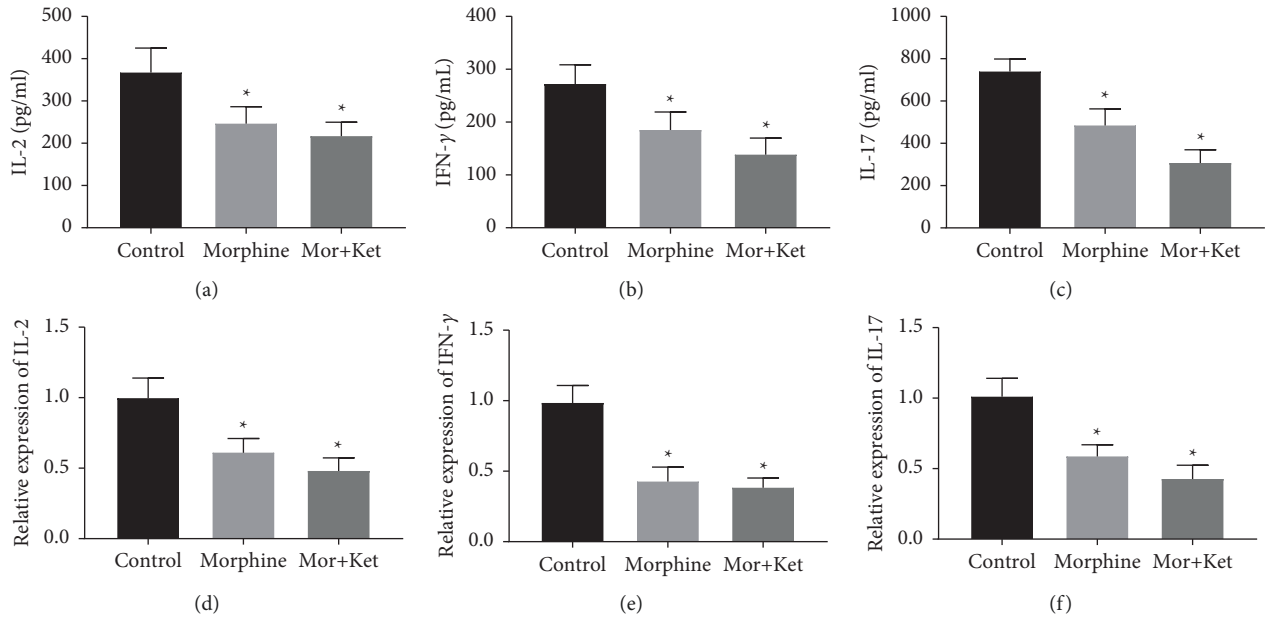 500
400
300
200
100
0
IL-2 (pg/ml)
*
*
Control Morphine Mor+Ket
(a)
400
300
200
100
0
IFN-γ (pg/mL)
*
*
Control Morphine Mor+Ket
(b)
1000
800
600
400
200
0
IL-17 (pg/ml)
*
*
Control Morphine Mor+Ket
(c)
1.5
1.0
0.5
0.0
Relative expression of IL-2
*
*
Control Morphine Mor+Ket
(d)
1.5
1.0
0.5
0.0
Relative expression of IFN-γ
*
*
Control Morphine Mor+Ket
(e)
1.5
1.0
0.5
0.0
Relative expression of IL-17
*
*
Control Morphine Mor+Ket
(f)